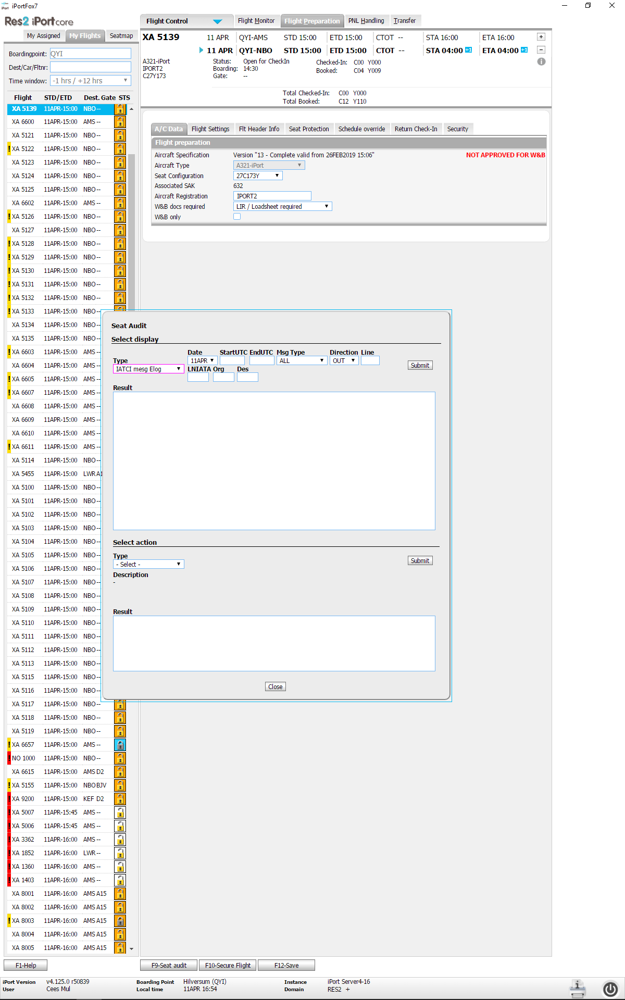 iPortFox7
Res2 iPortcore
My Assigned My Flights Seatmap
Boardingpoint: QYI
Dest/Car/Fltnr:
Time window: -1 hrs / +12 hrs
Flight STD/ETD Dest. Gate STS
XA 5139 11APR-15:00 NBO --
XA 6600 11APR-15:00 AMS --
XA 5121 11APR-15:00 NBO --
! XA 5122 11APR-15:00 NBO --
XA 5123 11APR-15:00 NBO --
XA 5124 11APR-15:00 NBO --
XA 5125 11APR-15:00 NBO --
XA 6602 11APR-15:00 AMS --
! XA 5126 11APR-15:00 NBO --
XA 5127 11APR-15:00 NBO --
! XA 5128 11APR-15:00 NBO --
! XA 5129 11APR-15:00 NBO --
! XA 5130 11APR-15:00 NBO --
! XA 5131 11APR-15:00 NBO --
! XA 5132 11APR-15:00 NBO --
! XA 5133 11APR-15:00 NBO --
XA 5134 11APR-15:00 NBO --
XA 5135 11APR-15:00 NBO --
! XA 6603 11APR-15:00 AMS --
XA 6604 11APR-15:00 AMS --
! XA 6605 11APR-15:00 AMS --
! XA 6607 11APR-15:00 AMS --
XA 6608 11APR-15:00 AMS --
XA 6609 11APR-15:00 AMS --
XA 6610 11APR-15:00 AMS --
! XA 6611 11APR-15:00 AMS --
XA 5114 11APR-15:00 NBO --
XA 5455 11APR-15:00 LWR A1
XA 5100 11APR-15:00 NBO --
XA 5101 11APR-15:00 NBO --
XA 5102 11APR-15:00 NBO --
XA 5103 11APR-15:00 NBO --
XA 5104 11APR-15:00 NBO --
XA 5105 11APR-15:00 NBO --
XA 5106 11APR-15:00 NBO --
XA 5107 11APR-15:00 NBO --
XA 5108 11APR-15:00 NBO --
XA 5109 11APR-15:00 NBO --
XA 5110 11APR-15:00 NBO --
XA 5111 11APR-15:00 NBO --
XA 5112 11APR-15:00 NBO --
XA 5113 11APR-15:00 NBO --
XA 5115 11APR-15:00 NBO --
XA 5116 11APR-15:00 NBO --
XA 5117 11APR-15:00 NBO --
XA 5118 11APR-15:00 NBO --
XA 5119 11APR-15:00 NBO --
! XA 6657 11APR-15:00 AMS --
! NO 1000 11APR-15:00 NBO --
XA 6615 11APR-15:00 AMS D2
! XA 5155 11APR-15:00 NBO BJV
! XA 9200 11APR-15:00 KEF D2
! XA 5007 11APR-15:45 AMS --
! XA 5006 11APR-15:45 AMS --
! XA 3362 11APR-16:00 AMS --
! XA 1852 11APR-16:00 LWR --
! XA 1360 11APR-16:00 AMS --
! XA 1403 11APR-16:00 AMS --
XA 8001 11APR-16:00 AMS A15
XA 8002 11APR-16:00 AMS A15
! XA 8003 11APR-16:00 AMS A15
XA 8004 11APR-16:00 AMS A15
XA 8005 11APR-16:00 AMS A15
Flight Control Flight Monitor Flight Preparation PNL Handling Transfer
XA 5139 11 APR QYI-AMS STD 15:00 ETD 15:00 CTOT -- STA 16:00 ETA 16:00 +
11 APR QYI-NBO STD 15:00 ETD 15:00 CTOT -- STA 04:00 +1 ETA 04:00 +1 -
A321-iPort Status: Open for CheckIn Checked-In: C00 Y000 i
IPORT2 Boarding: 14:30 Booked: C04 Y009
C27Y173 Gate: --
Total Checked-In: C00 Y000
Total Booked: C12 Y110
A/C Data Flight Settings Flt Header Info Seat Protection Schedule override Return Check-In Security
Flight preparation
Aircraft Specification Version "13 - Complete valid from 26FEB2019 15:06" NOT APPROVED FOR W&B
Aircraft Type A321-iPort
Seat Configuration 27C173Y
Associated SAK 632
Aircraft Registration IPORT2
W&B docs required LIR / Loadsheet required
W&B only
Seat Audit
Select display
Date StartUTC EndUTC Msg Type Direction Line
Type 11APR ALL OUT
IATCI mesg Elog LNIATA Org Des Submit
Result
Select action
Type
- Select - Submit
Description
-
Result
Close
F1-Help F9-Seat audit F10-Secure Flight F12-Save
iPort Version v4.125.0 r50839 Boarding Point Hilversum (QYI) Instance iPort Server4-16
User Cees Mul Local time 11APR 16:54 Domain RES2 +